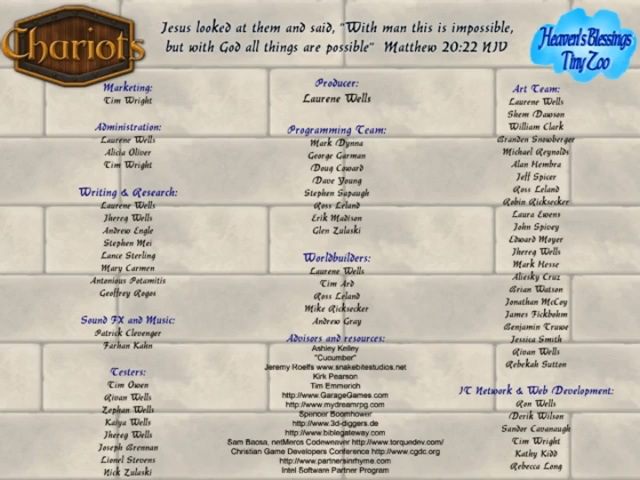 Chariots
Jesus looked at them and said, "With man this is impossible,
but with God all things are possible" Matthew 20:22 NIV
Heaven's Blessings
Tiny Zoo
Marketing:
Tim Wright
Administration:
Laurene Wells
Alicia Oliver
Tim Wright
Writing & Research:
Laurene Wells
Jhereg Wells
Andrew Engle
Stephen Mei
Lance Sterling
Mary Carmen
Antonious Potamitis
Geoffrey Rogos
Sound FX and Music:
Patrick Clevenger
Farhan Kahn
Testers:
Tim Owen
Rivan Wells
Zephan Wells
Katya Wells
Jhereg Wells
Joseph Brennan
Lionel Stevens
Nick Zulaski
Producer:
Laurene Wells
Programming Team:
Mark Dynna
George Garman
Doug Coward
Dave Young
Stephen Supaugh
Ross Leland
Erik Madison
Glen Zulaski
Worldbuilders:
Laurene Wells
Tim Ard
Ross Leland
Mike Ricksecker
Andrew Gray
Advisors and resources:
Ashley Kelley
"Cucumber"
Jeremy Roelfs www.snakebitestudios.net
Kirk Pearson
Tim Emmerich
http://www.GarageGames.com
http://www.mydreamrpg.com
Spencer Boomhower
http://www.3d-diggers.de
http://www.biblegateway.com
Sam Bacsa, netMercs Codeweaver http://www.torquedev.com/
Christian Game Developers Conference http://www.cgdc.org
http://www.partnersinrhyme.com
Intel Software Partner Program
Art Team:
Laurene Wells
Shem Dawson
William Clark
Branden Snowberger
Michael Reynolds
Alan Hembra
Jeff Spicer
Ross Leland
Robin Ricksecker
Laura Ewens
John Spivey
Edward Moyer
Jhereg Wells
Mark Hesse
Aliesky Cruz
Brian Watson
Jonathan McCoy
James Fickbohm
Benjamin Truwe
Jessica Smith
Rivan Wells
Rebekah Sutton
IT Network & Web Development:
Ron Wells
Derik Wilson
Sandor Cavanaugh
Tim Wright
Kathy Kidd
Rebecca Long